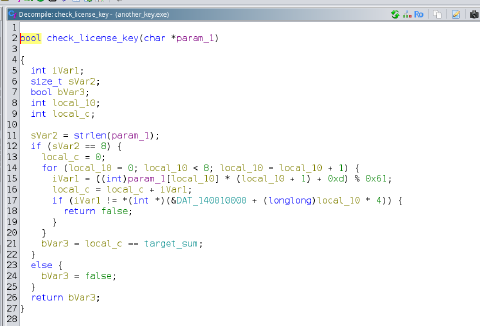 Decompile: check_license_key - (another_key.exe)
Ro
1
2 bool check_license_key(char *param_1)
3
4 {
5 int iVar1;
6 size_t sVar2;
7 bool bVar3;
8 int local_10;
9 int local_c;
10
11 sVar2 = strlen(param_1);
12 if (sVar2 == 8) {
13 local_c = 0;
14 for (local_10 = 0; local_10 < 8; local_10 = local_10 + 1) {
15 iVar1 = ((int)param_1[local_10] * (local_10 + 1) + 0xd) % 0x61;
16 local_c = local_c + iVar1;
17 if (iVar1 != *(int *)(&DAT_140010000 + (longlong)local_10 * 4)) {
18 return false;
19 }
20 }
21 bVar3 = local_c == target_sum;
22 }
23 else {
24 bVar3 = false;
25 }
26 return bVar3;
27 }
28